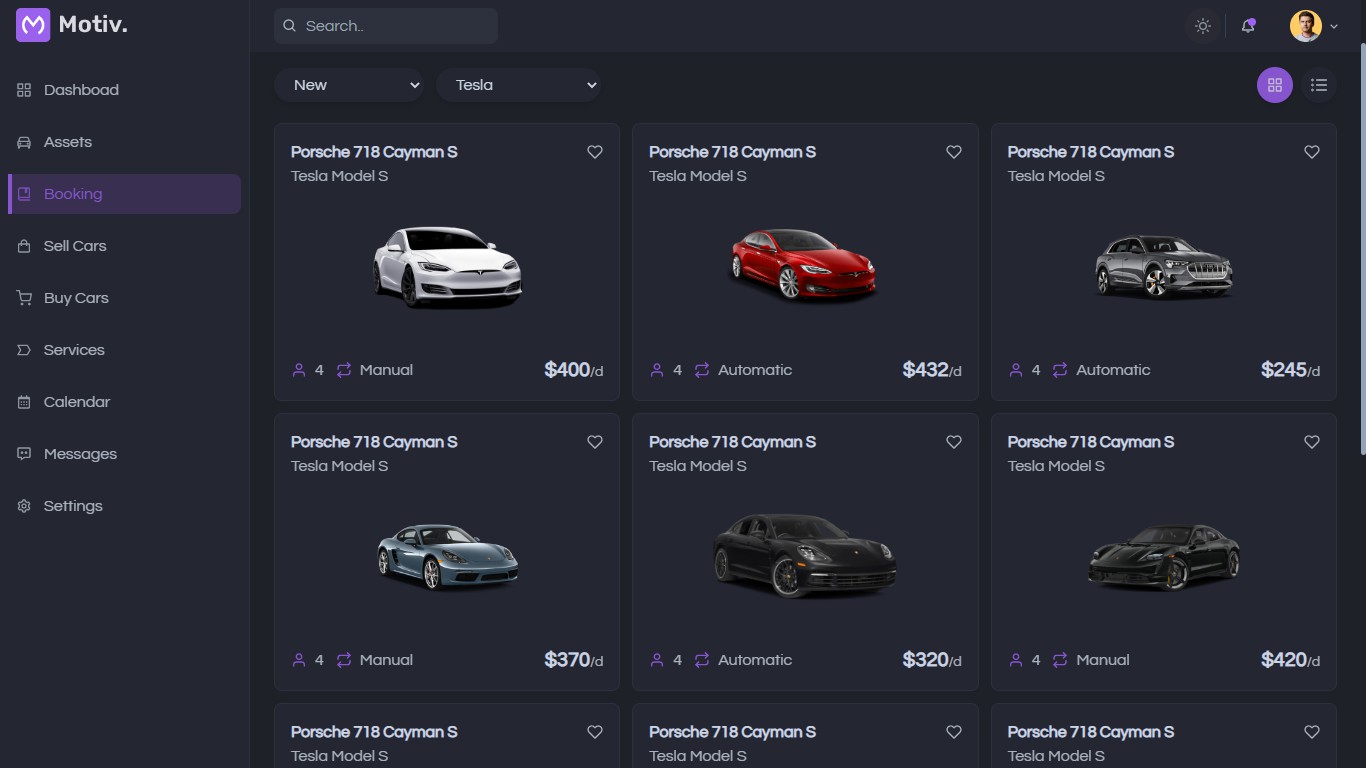 Motiv.
Search..
Dashboad
Assets
Booking
Sell Cars
Buy Cars
Services
Calendar
Messages
Settings
New
Tesla
Porsche 718 Cayman S
Tesla Model S
4 Manual $400/d
Porsche 718 Cayman S
Tesla Model S
4 Automatic $432/d
Porsche 718 Cayman S
Tesla Model S
4 Automatic $245/d
Porsche 718 Cayman S
Tesla Model S
4 Manual $370/d
Porsche 718 Cayman S
Tesla Model S
4 Automatic $320/d
Porsche 718 Cayman S
Tesla Model S
4 Manual $420/d
Porsche 718 Cayman S
Tesla Model S
Porsche 718 Cayman S
Tesla Model S
Porsche 718 Cayman S
Tesla Model S